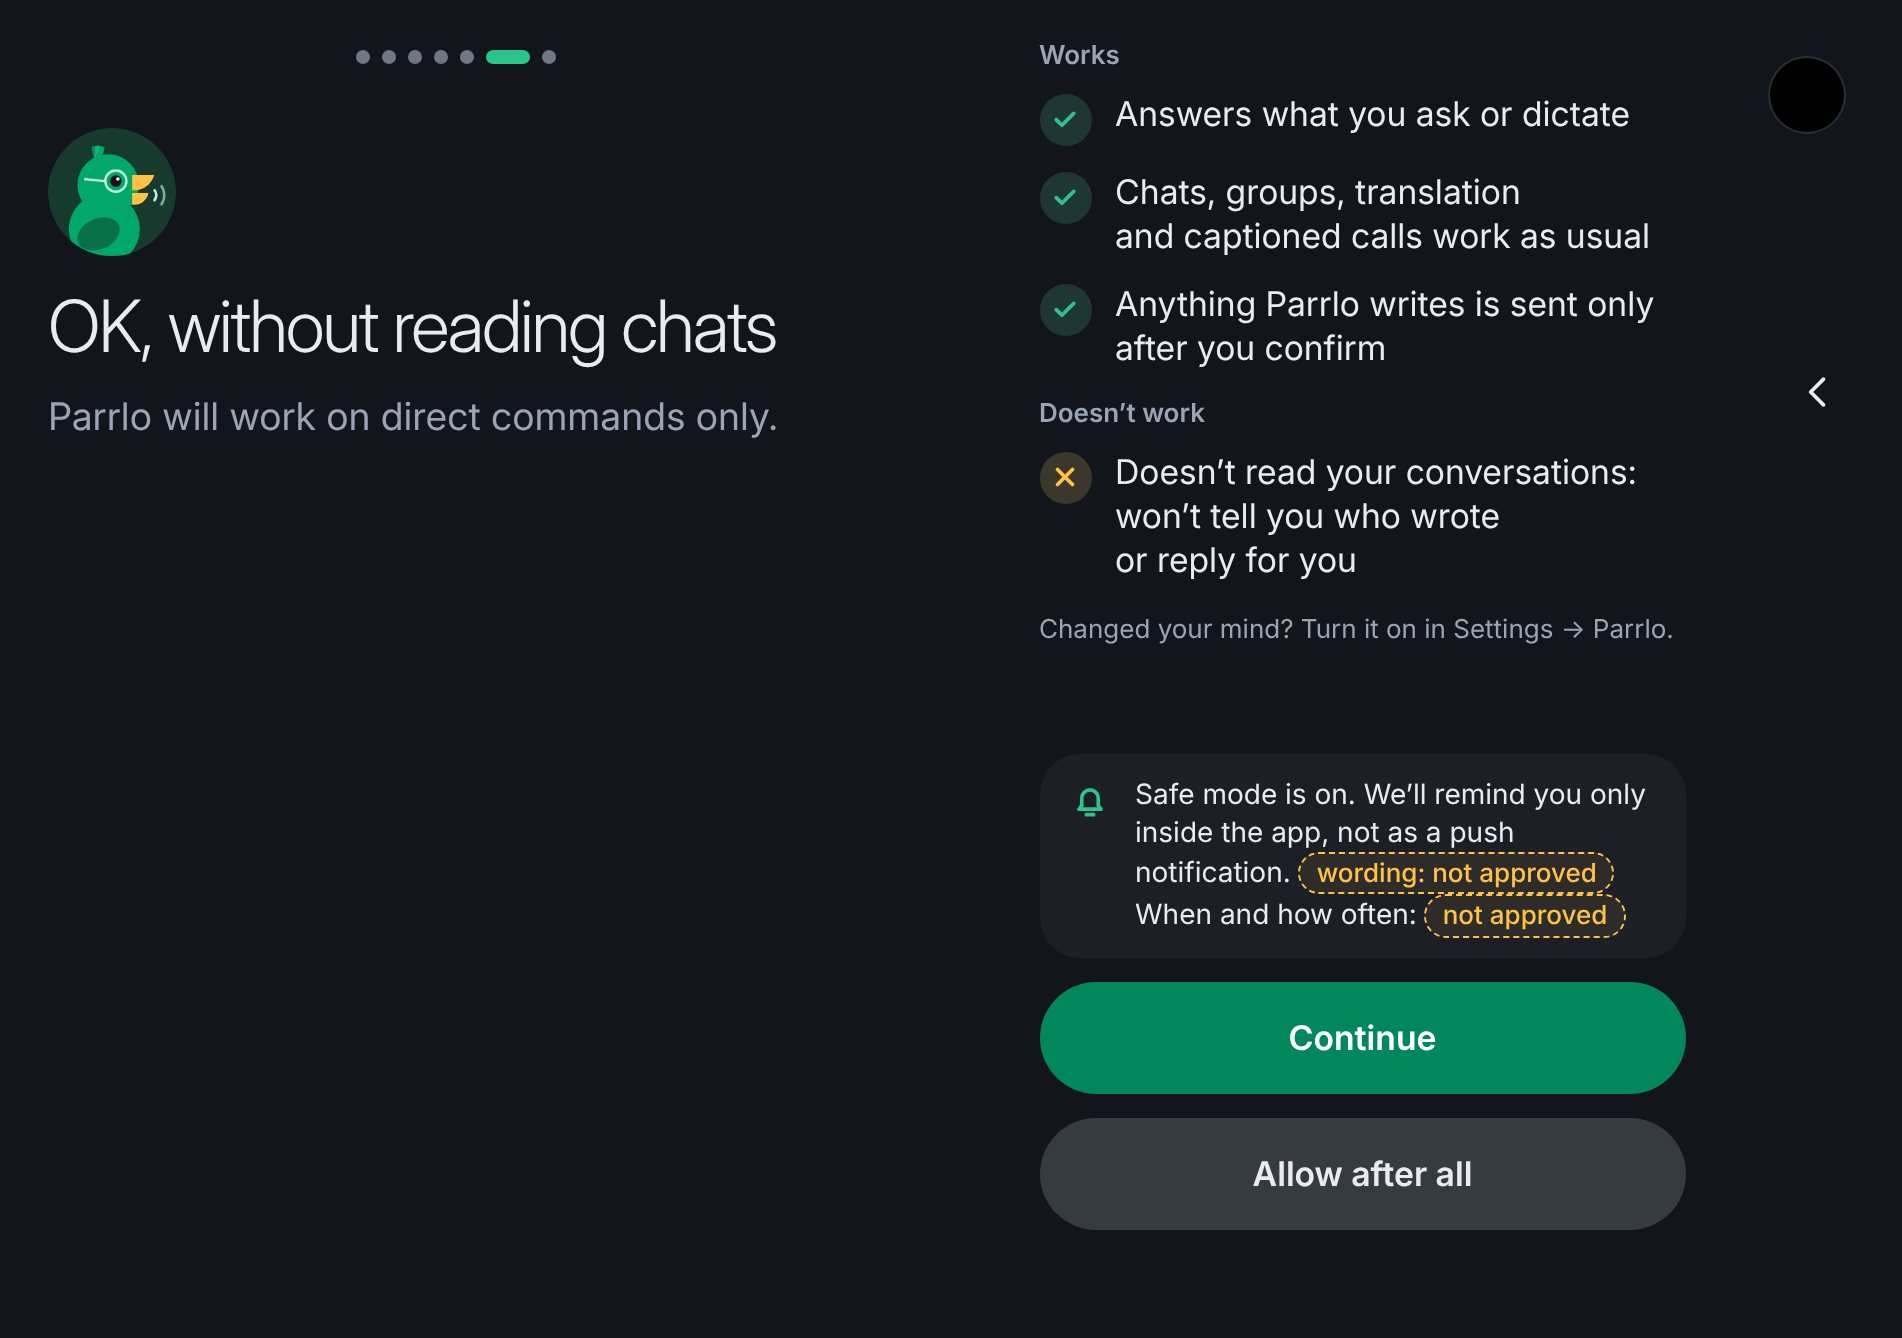 OK, without reading chats
Parrlo will work on direct commands only.
Works
Answers what you ask or dictate
Chats, groups, translation
and captioned calls work as usual
Anything Parrlo writes is sent only
after you confirm
Doesn’t work
Doesn’t read your conversations:
won’t tell you who wrote
or reply for you
Changed your mind? Turn it on in Settings → Parrlo.
Safe mode is on. We’ll remind you only
inside the app, not as a push
notification. wording: not approved
When and how often: not approved
Continue
Allow after all